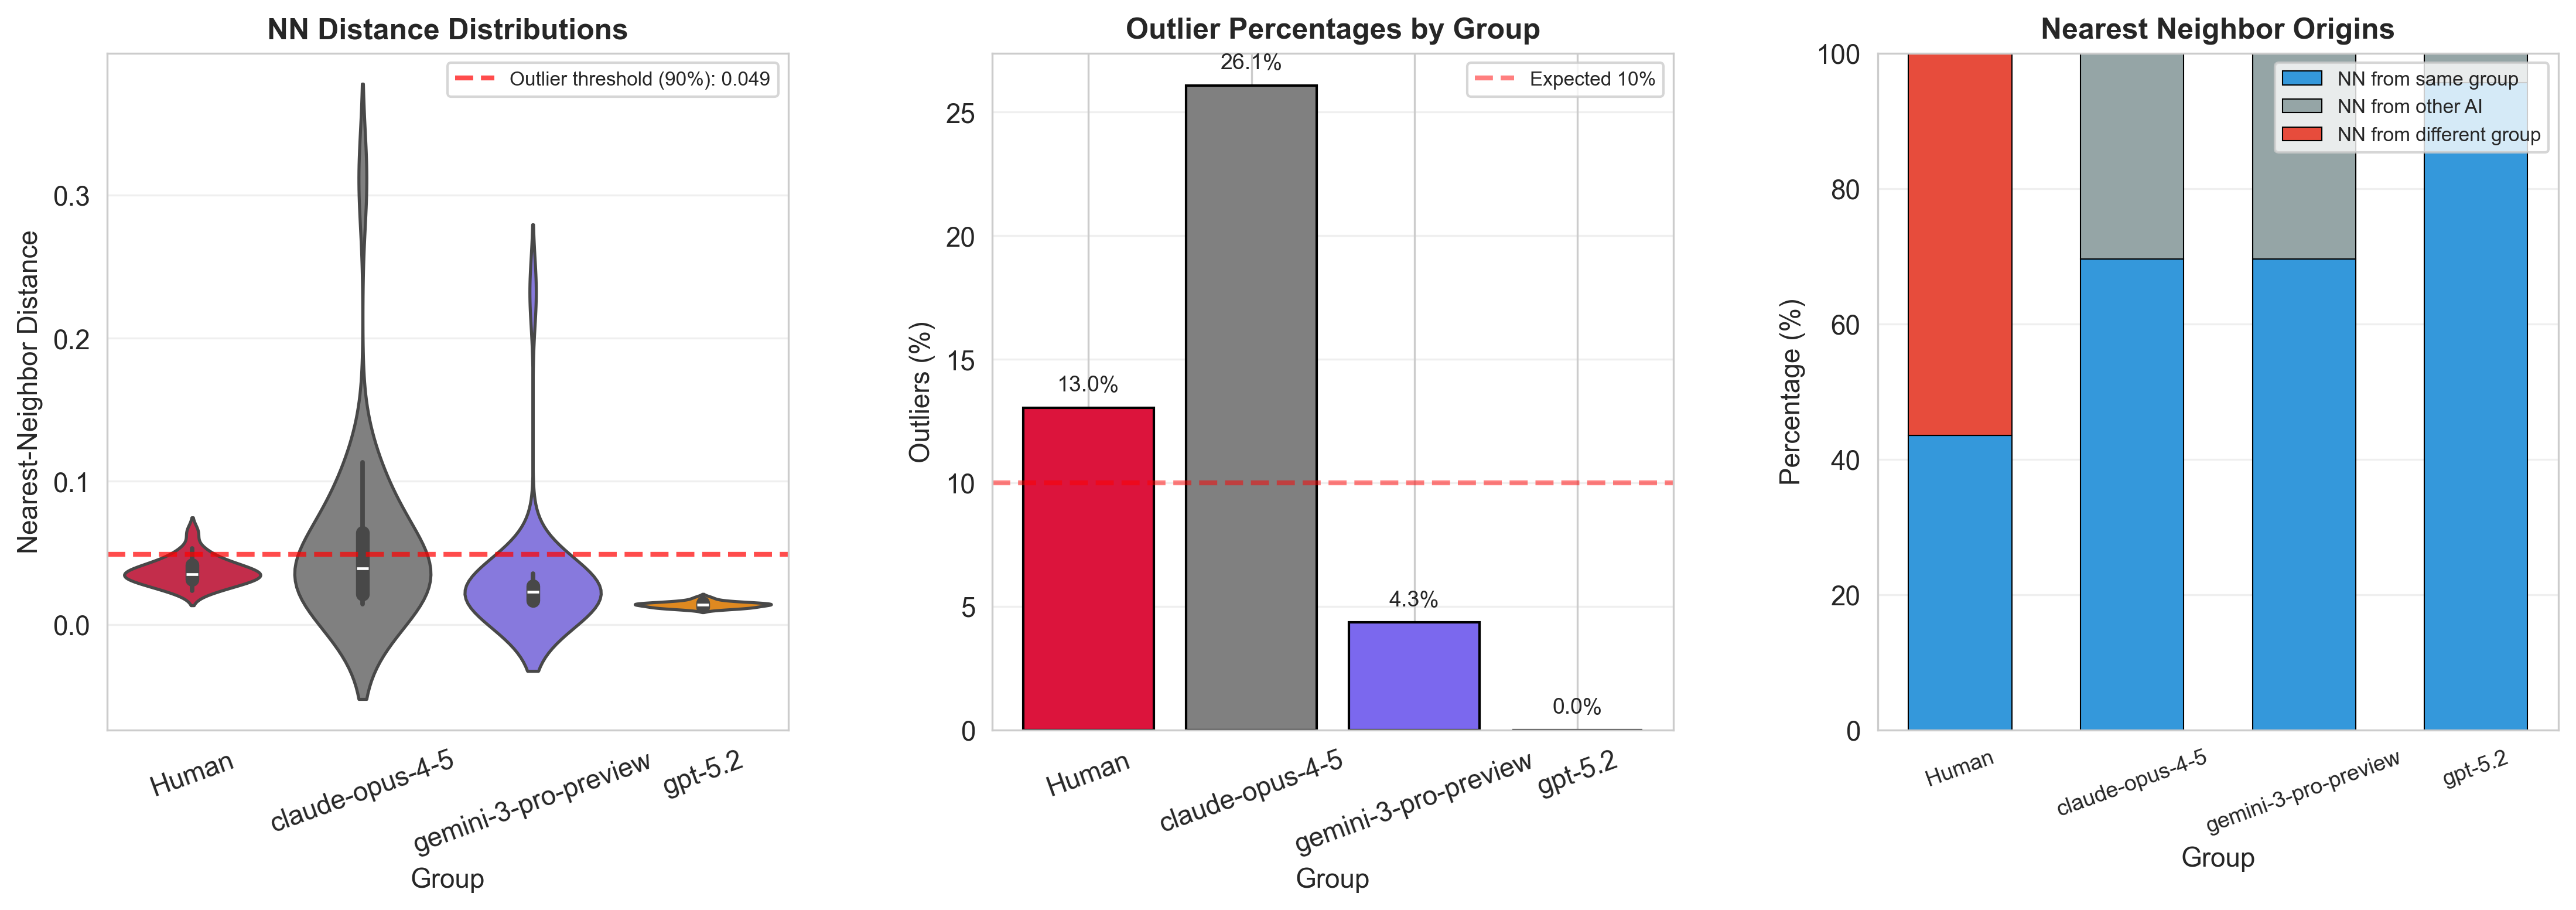 NN Distance Distributions
Outlier threshold (90%): 0.049
Nearest-Neighbor Distance
0.3
0.2
0.1
0.0
Human
claude-opus-4-5
gemini-3-pro-preview
gpt-5.2
Group
Outlier Percentages by Group
Expected 10%
Outliers (%)
25
20
15
10
5
0
13.0%
26.1%
4.3%
0.0%
Human
claude-opus-4-5
gemini-3-pro-preview
gpt-5.2
Group
Nearest Neighbor Origins
NN from same group
NN from other AI
NN from different group
Percentage (%)
100
80
60
40
20
0
Human
claude-opus-4-5
gemini-3-pro-preview
gpt-5.2
Group